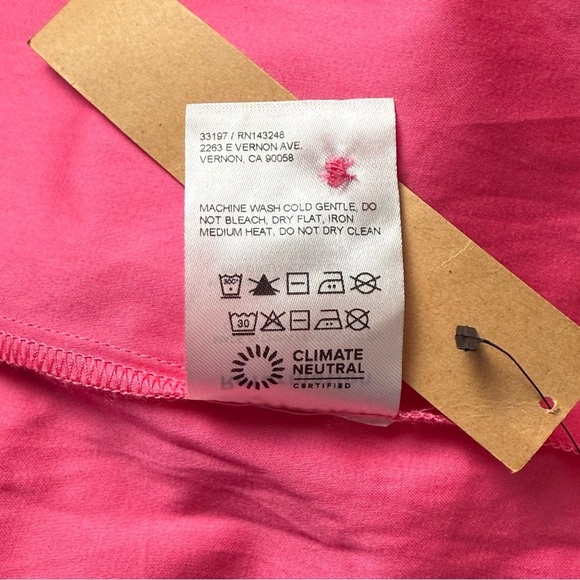 33197 / RN143248
2263 E VERNON AVE.
VERNON, CA 90058
MACHINE WASH COLD GENTLE, DO
NOT BLEACH, DRY FLAT, IRON
MEDIUM HEAT, DO NOT DRY CLEAN
30
CLIMATE
NEUTRAL
CERTIFIED